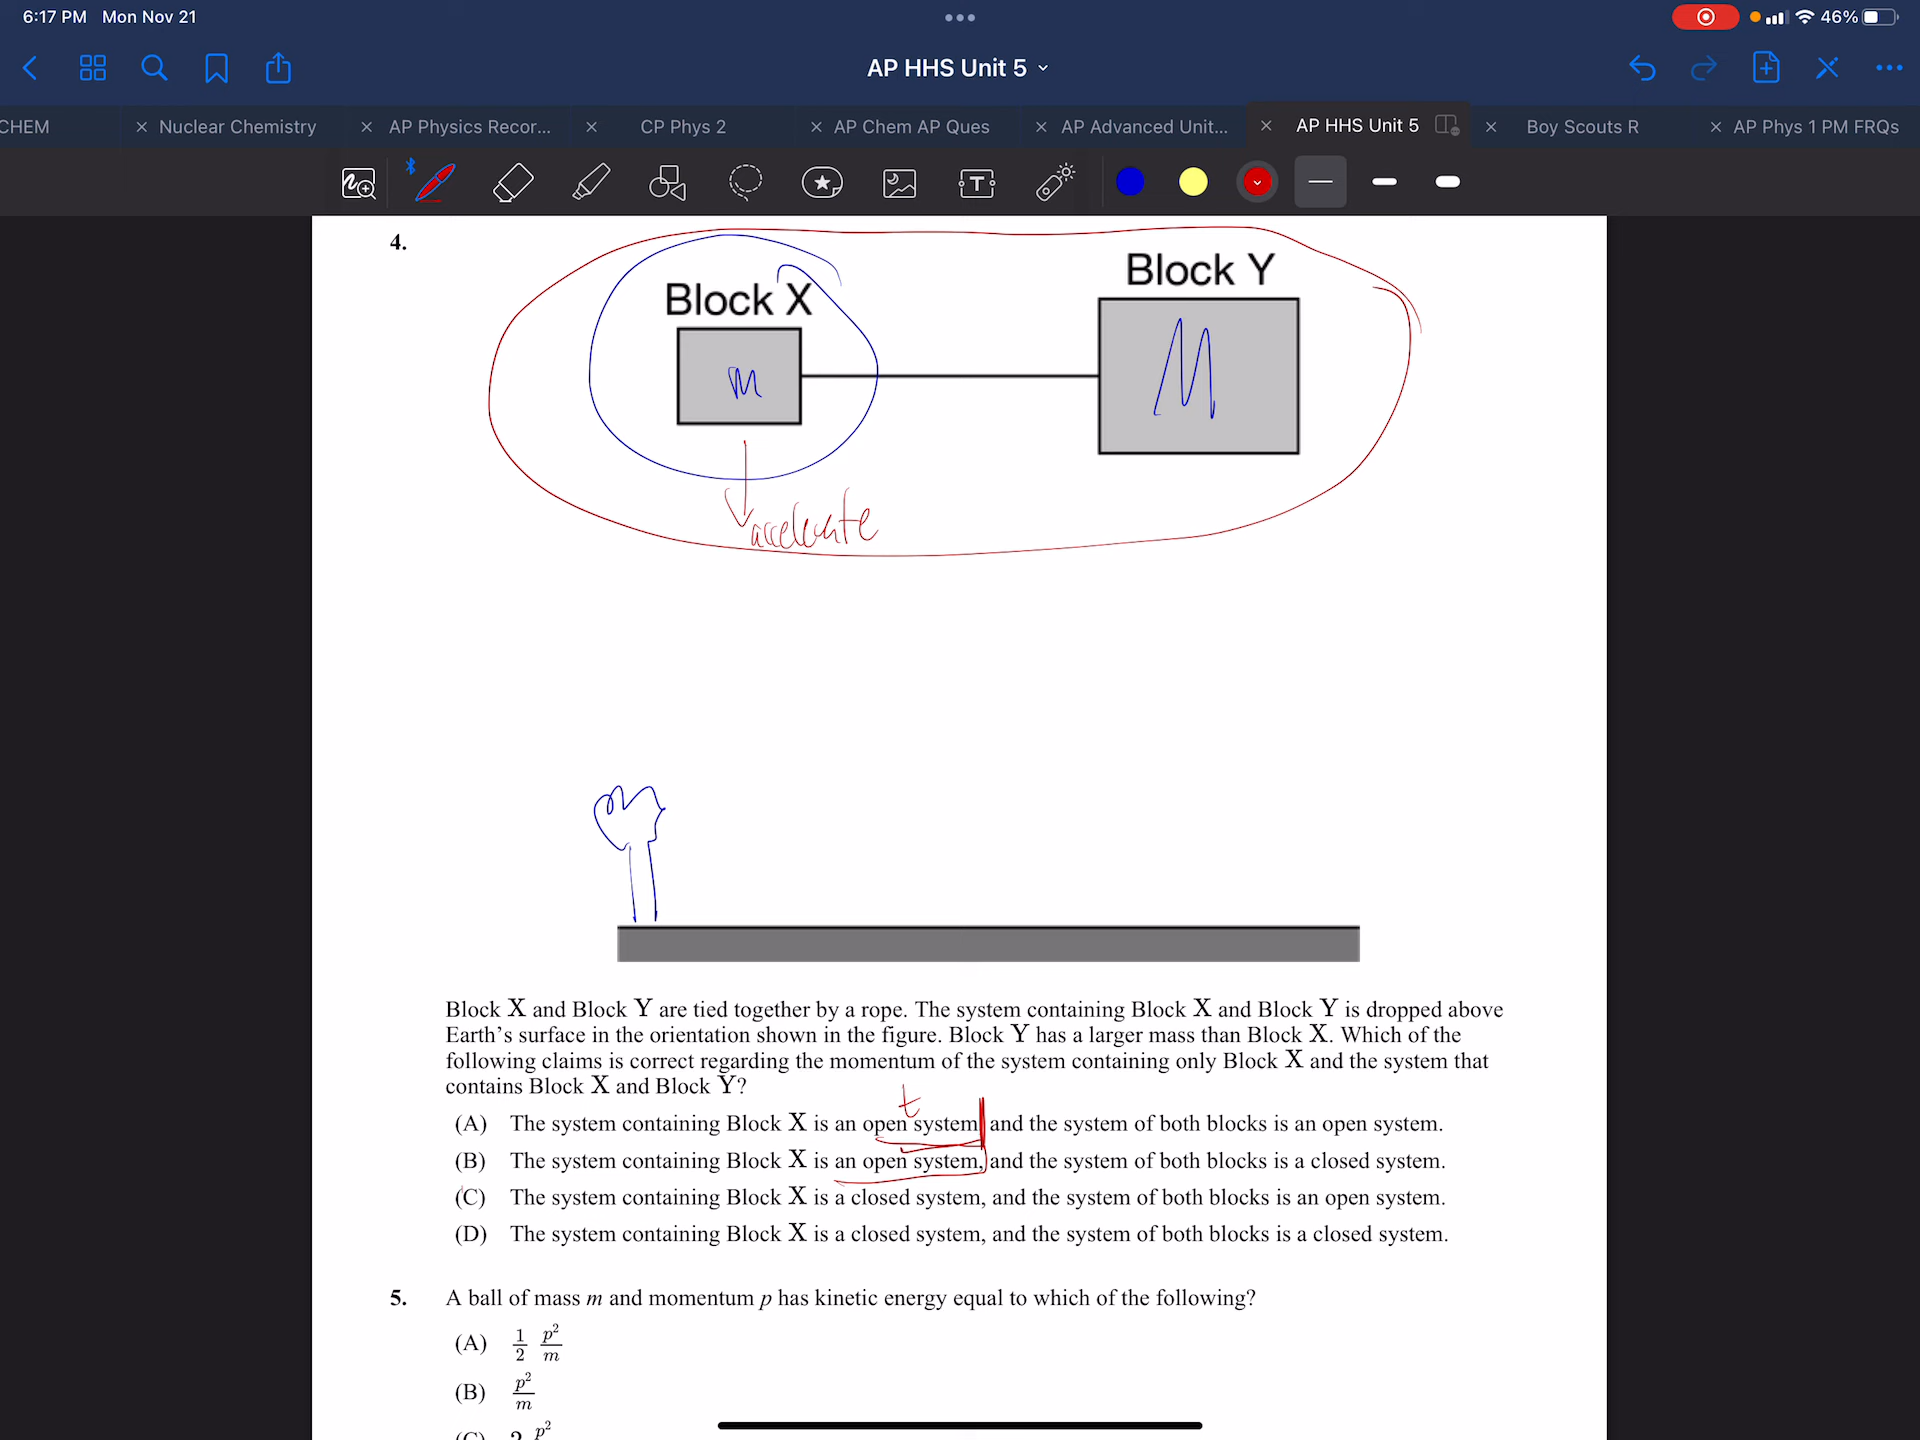 6:17 PM Mon Nov 21
46%
AP HHS Unit 5
CHEM
Nuclear Chemistry
AP Physics Recor...
CP Phys 2
AP Chem AP Ques
AP Advanced Unit...
AP HHS Unit 5
Boy Scouts R
AP Phys 1 PM FRQs
4.
Block X
Block Y
m
M
accelerate
Block X and Block Y are tied together by a rope. The system containing Block X and Block Y is dropped above
Earth's surface in the orientation shown in the figure. Block Y has a larger mass than Block X. Which of the
following claims is correct regarding the momentum of the system containing only Block X and the system that
contains Block X and Block Y?
t
(A) The system containing Block X is an open system, and the system of both blocks is an open system.
(B) The system containing Block X is an open system, and the system of both blocks is a closed system.
(C) The system containing Block X is a closed system, and the system of both blocks is an open system.
(D) The system containing Block X is a closed system, and the system of both blocks is a closed system.
5. A ball of mass m and momentum p has kinetic energy equal to which of the following?
(A) 1/2 p²/m
(B) p²/m
(C) 2 p²